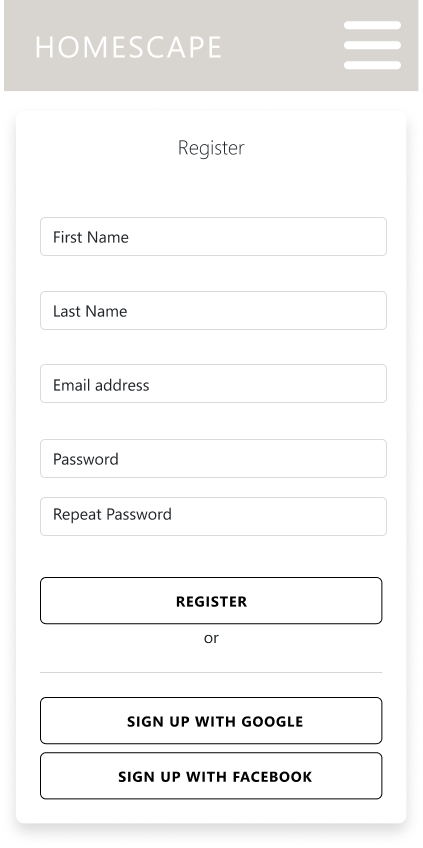 HOMESCAPE
Register
First Name
Last Name
Email address
Password
Repeat Password
REGISTER
or
SIGN UP WITH GOOGLE
SIGN UP WITH FACEBOOK